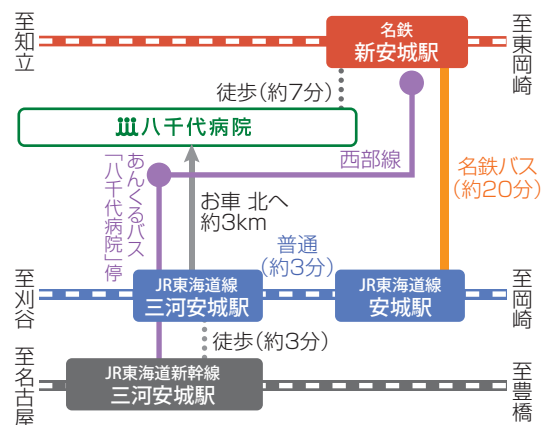 至知立
名鉄
新安城駅
至東岡崎
徒歩(約7分)
八千代病院
あんくるバス
「八千代病院」停
西部線
名鉄バス
(約20分)
お車 北へ
約3km
普通
(約3分)
至刈谷
JR東海道線
三河安城駅
JR東海道線
安城駅
至岡崎
徒歩(約3分)
至名古屋
JR東海道新幹線
三河安城駅
至豊橋